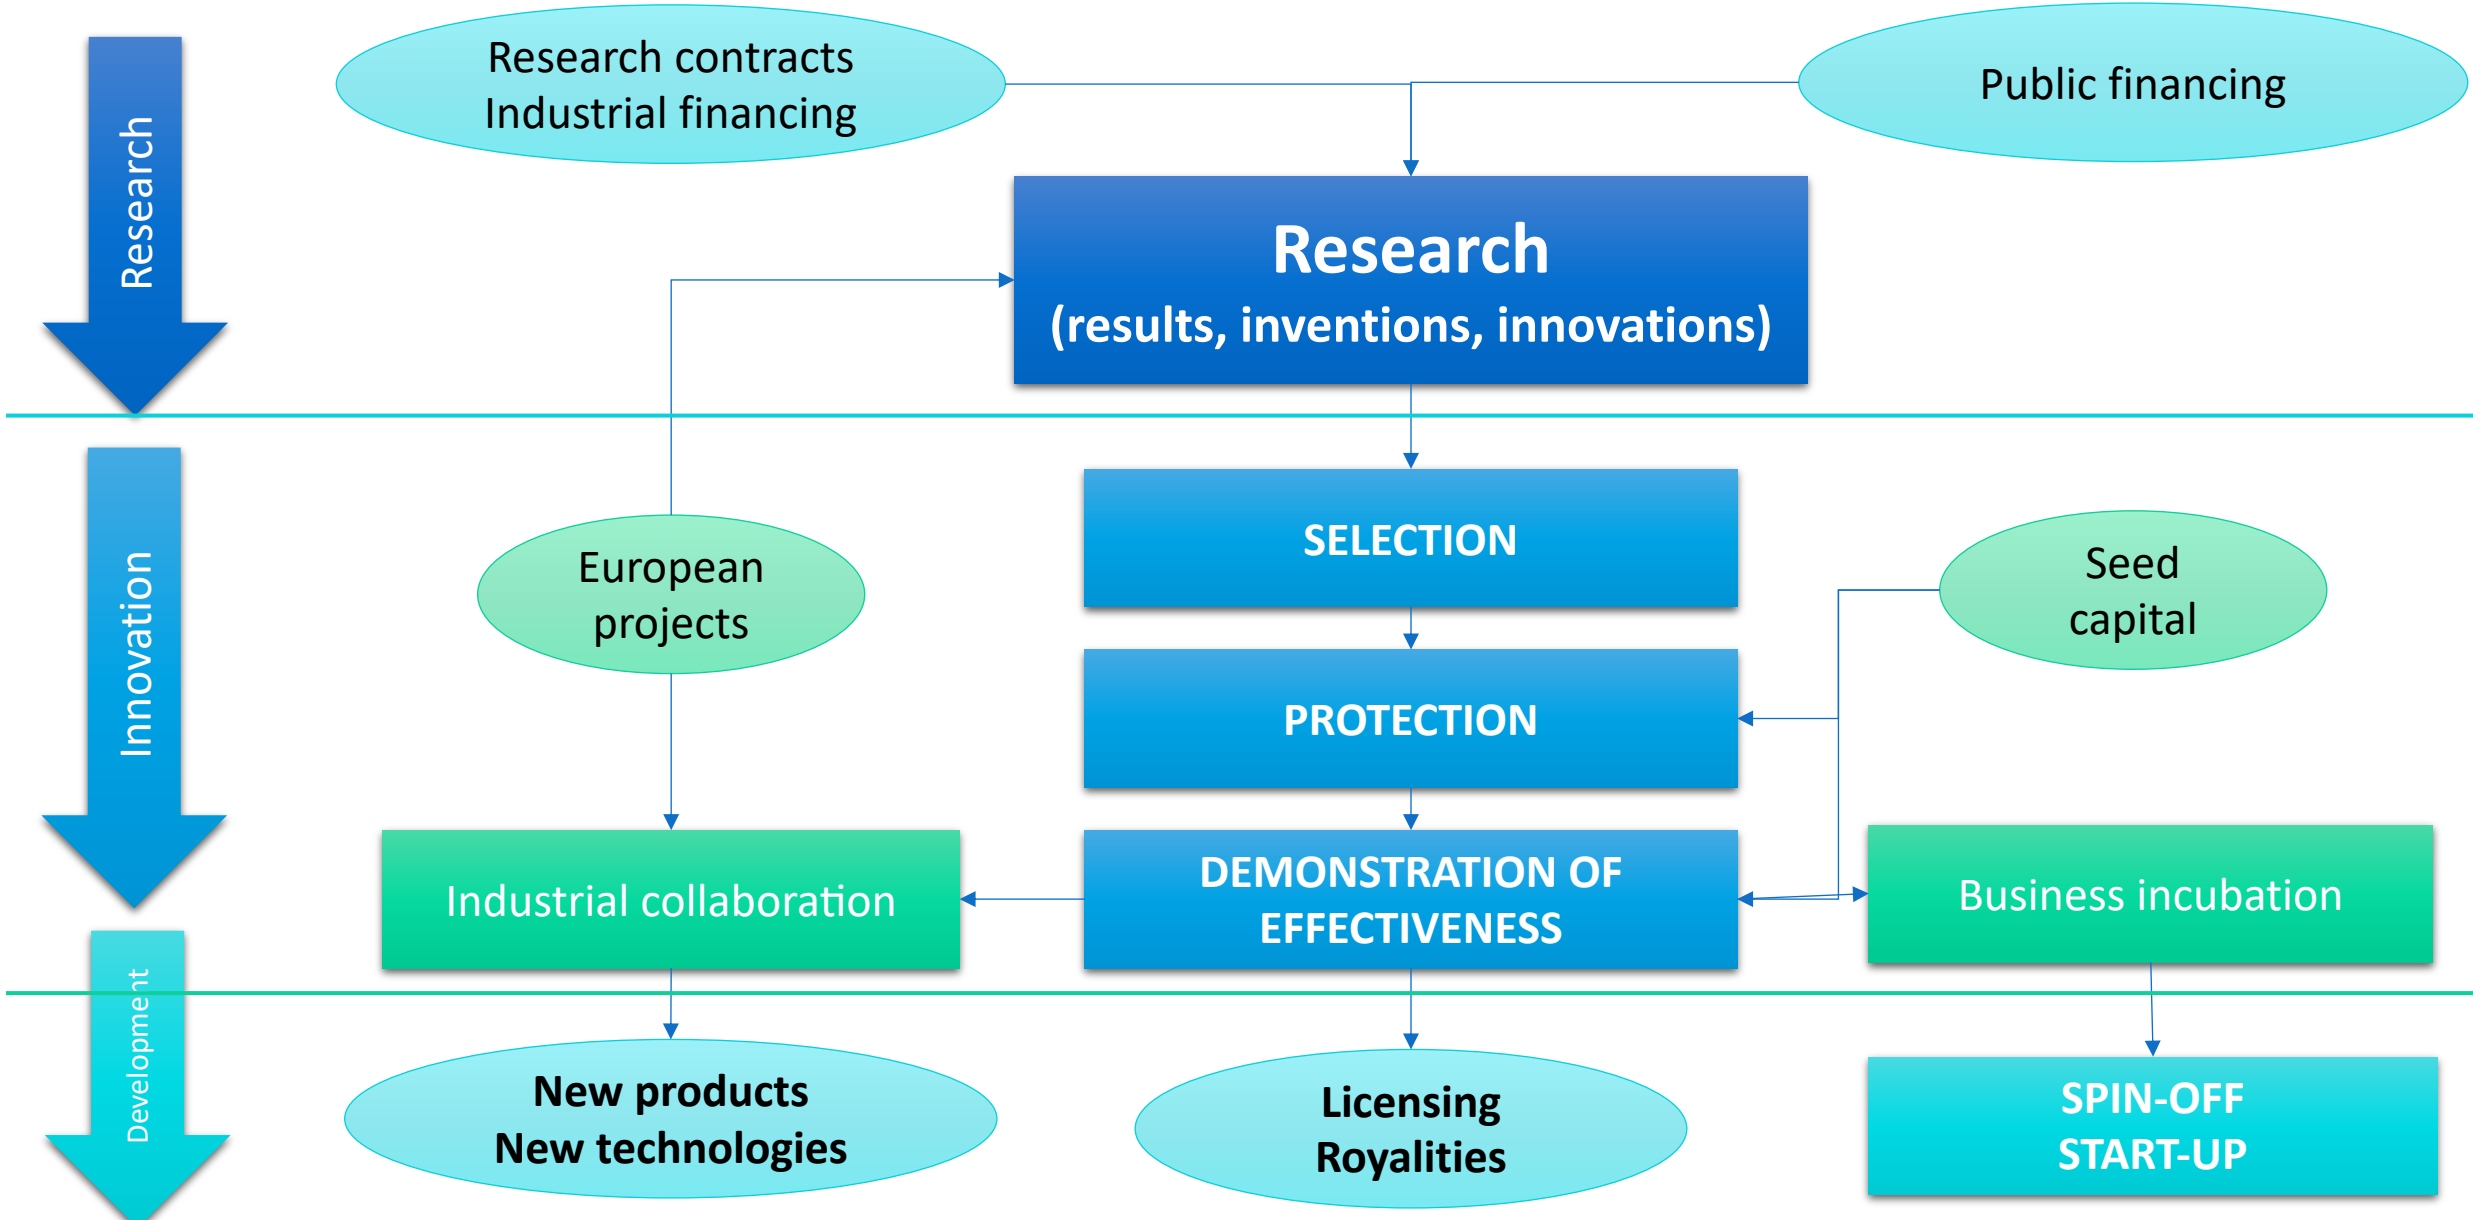 Research contracts
Industrial financing
Public financing
Research
Research
(results, inventions, innovations)
Innovation
European
projects
SELECTION
Seed
capital
PROTECTION
Industrial collaboration
DEMONSTRATION OF
EFFECTIVENESS
Business incubation
Development
New products
New technologies
Licensing
Royalities
SPIN-OFF
START-UP